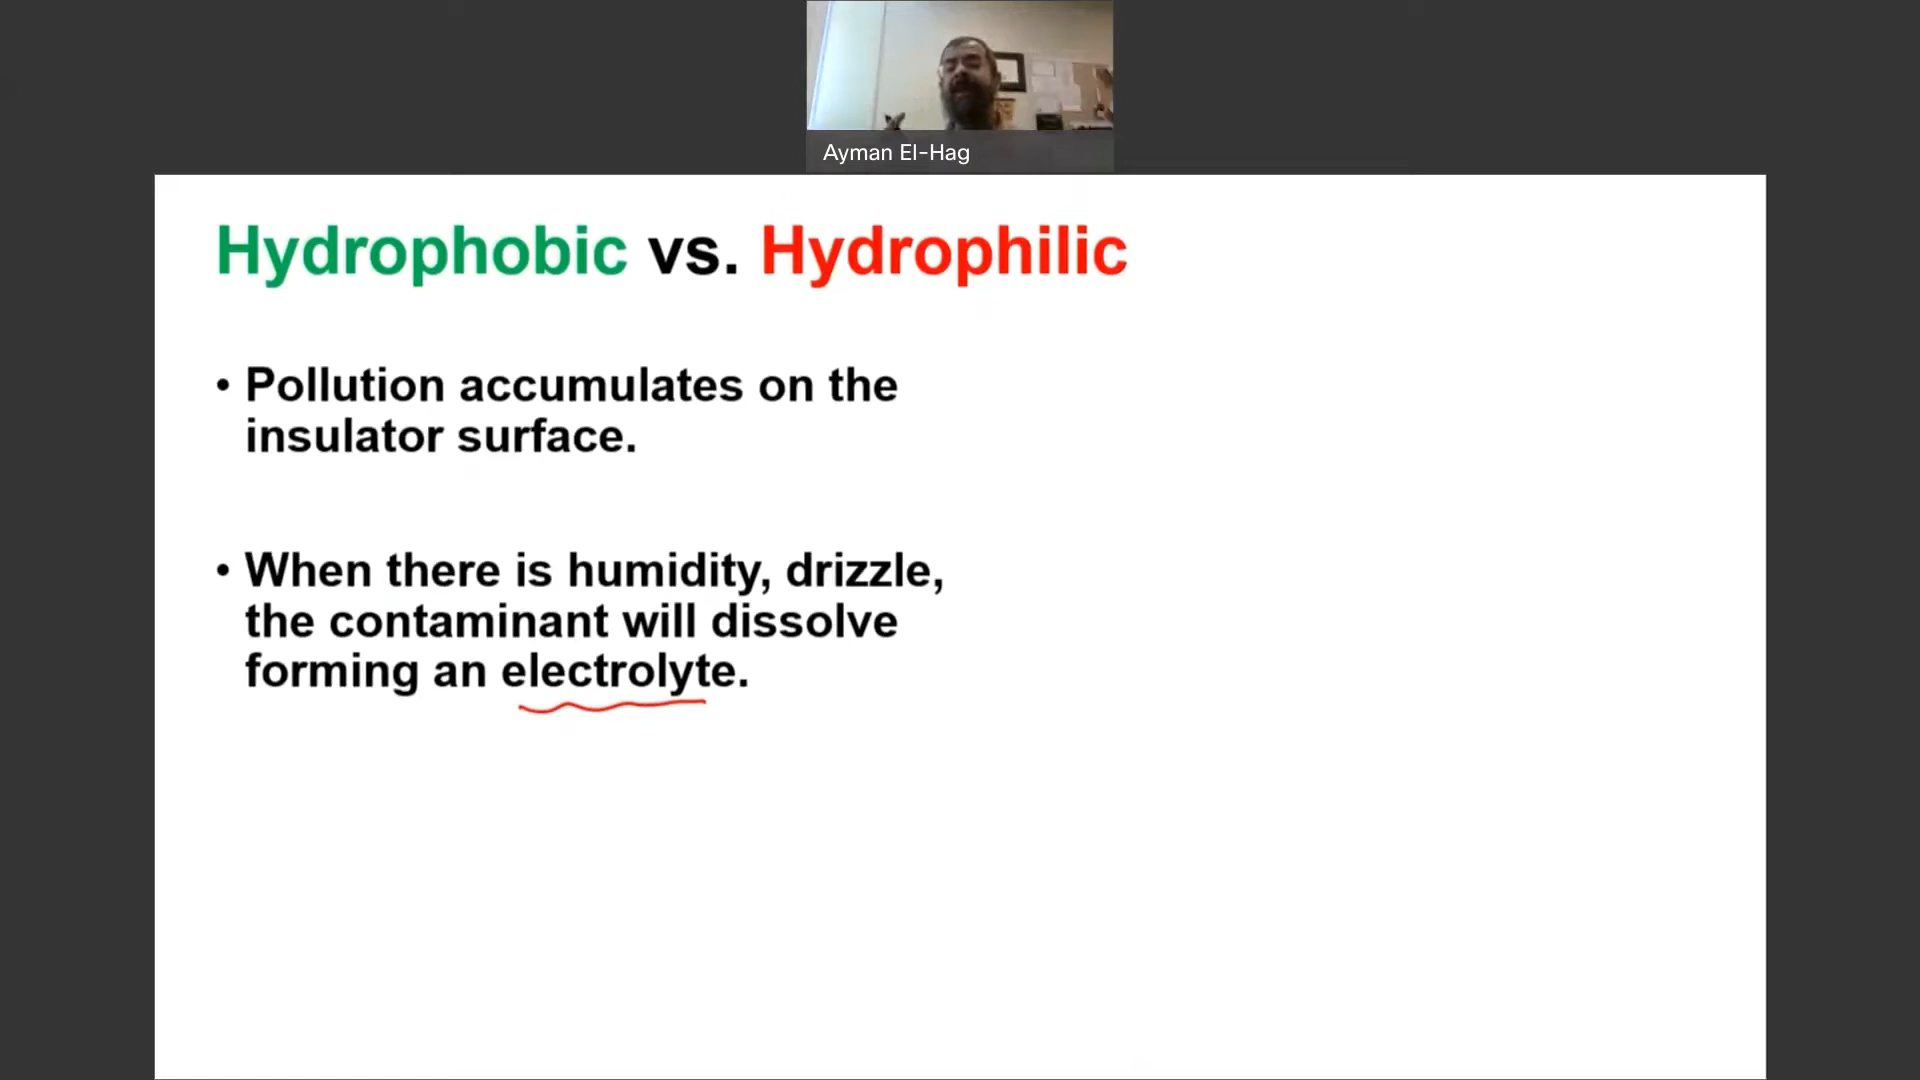 Ayman El-Hag
Hydrophobic vs. Hydrophilic
• Pollution accumulates on the
insulator surface.
• When there is humidity, drizzle,
the contaminant will dissolve
forming an electrolyte.